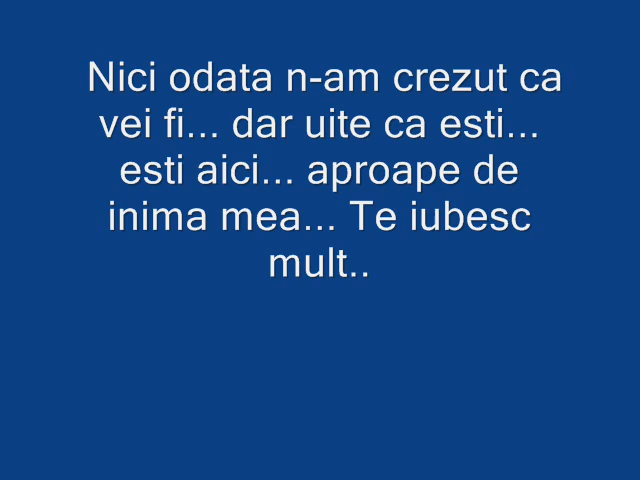 Nici odata n-am crezut ca
vei fi... dar uite ca esti...
esti aici... aproape de
inima mea... Te iubesc
mult..